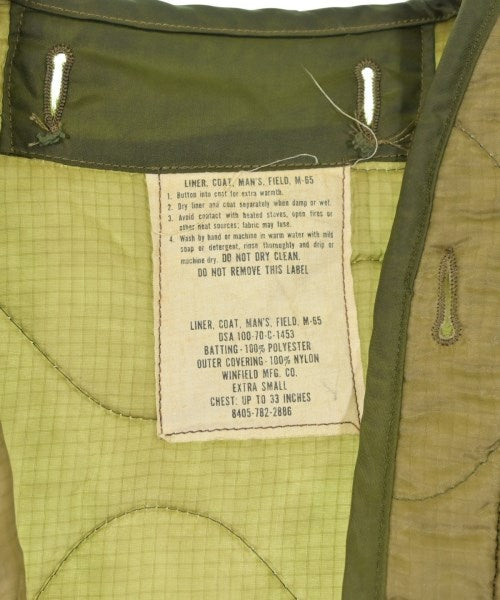 LINER, COAT, MAN'S, FIELD, M-65
1. Button into coat for extra warmth.
2. Dry liner and coat separately when damp or wet.
3. Avoid contact with heated stoves, open fires or
other heat sources; fabric may fuse.
4. Wash by hand or machine in warm water with mild
soap or detergent, rinse thoroughly and drip or
machine dry. DO NOT DRY CLEAN.
DO NOT REMOVE THIS LABEL
LINER, COAT, MAN'S, FIELD, M-65
DSA 100-70-C-1453
BATTING-100% POLYESTER
OUTER COVERING-100% NYLON
WINFIELD MFG. CO.
EXTRA SMALL
CHEST: UP TO 33 INCHES
8405-782-2886